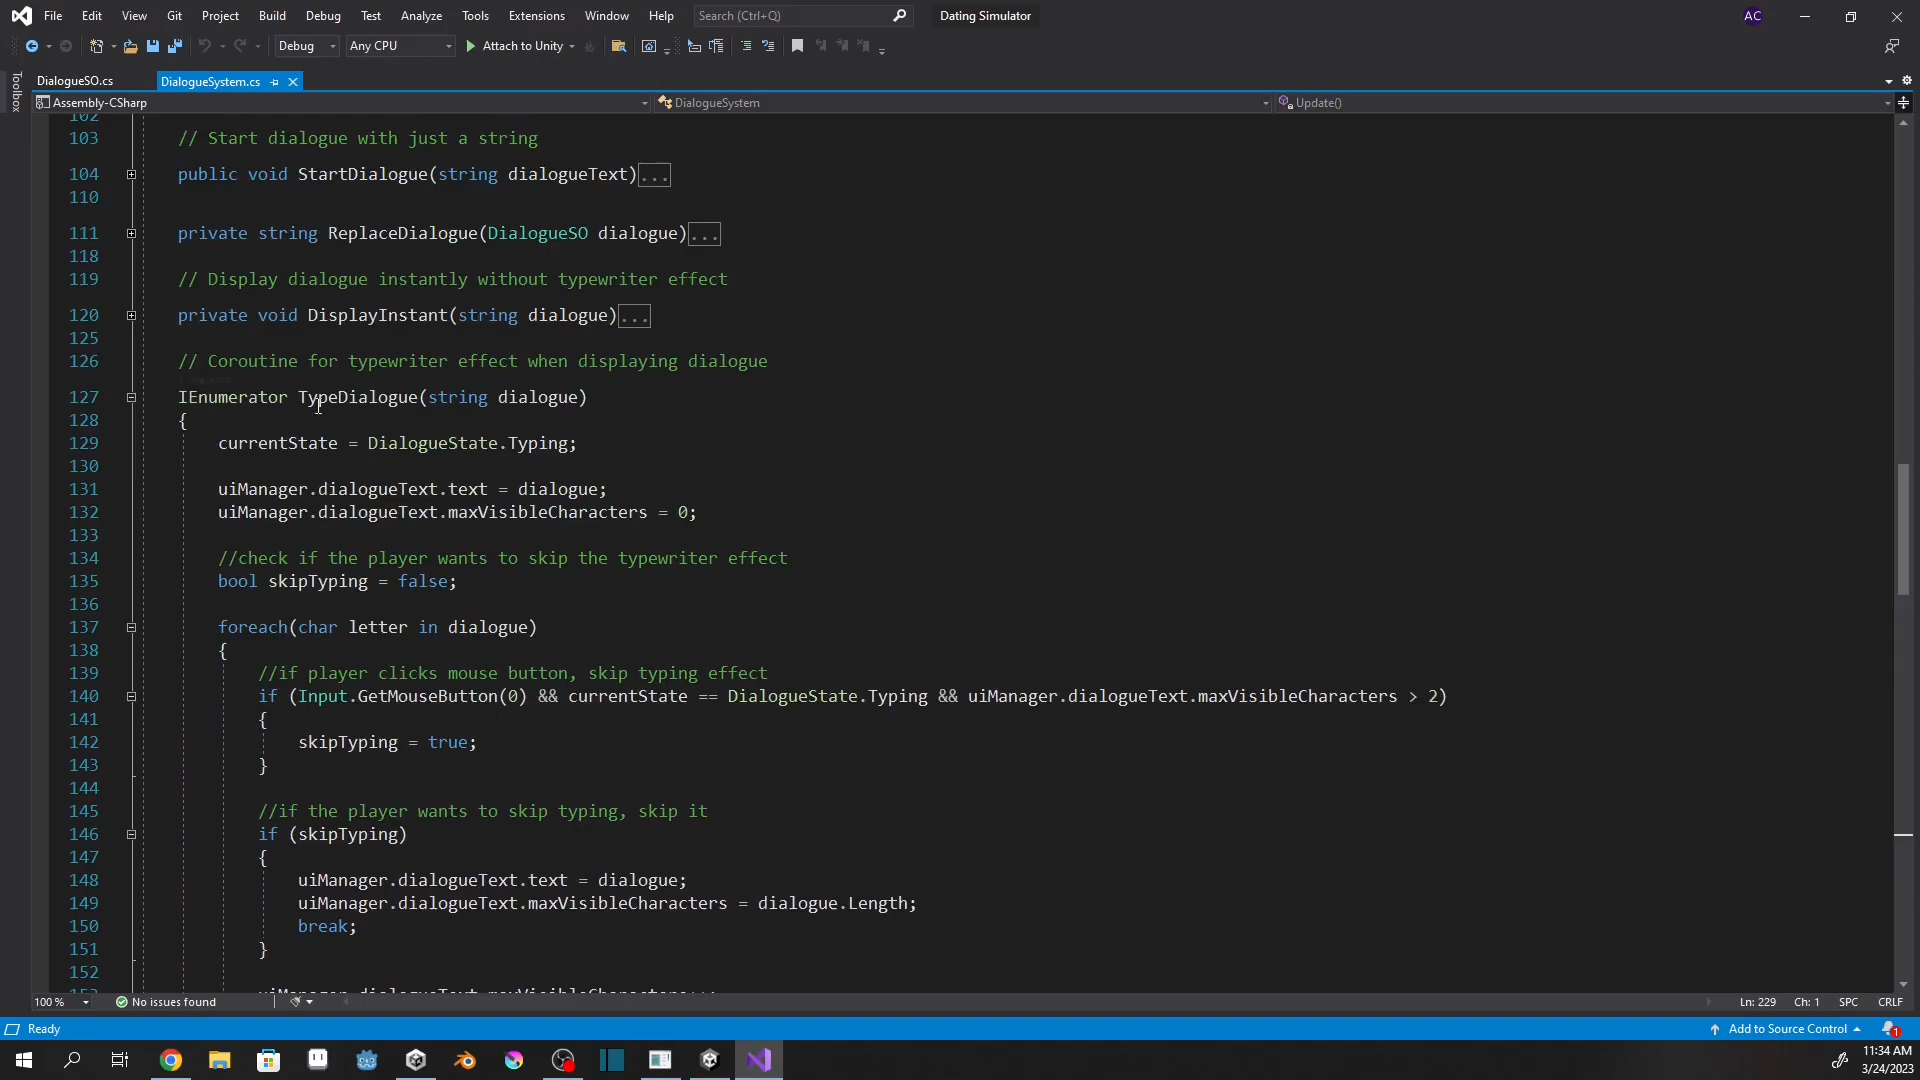 File Edit View Git Project Build Debug Test Analyze Tools Extensions Window Help Search (Ctrl+Q) Dating Simulator AC
Debug Any CPU Attach to Unity
Toolbox
DialogueSO.cs DialogueSystem.cs
Assembly-CSharp DialogueSystem Update()
102
103 // Start dialogue with just a string
104 public void StartDialogue(string dialogueText)...
110
111 private string ReplaceDialogue(DialogueSO dialogue)...
118
119 // Display dialogue instantly without typewriter effect
120 private void DisplayInstant(string dialogue)...
125
126 // Coroutine for typewriter effect when displaying dialogue
127 IEnumerator TypeDialogue(string dialogue)
128 {
129 currentState = DialogueState.Typing;
130
131 uiManager.dialogueText.text = dialogue;
132 uiManager.dialogueText.maxVisibleCharacters = 0;
133
134 //check if the player wants to skip the typewriter effect
135 bool skipTyping = false;
136
137 foreach(char letter in dialogue)
138 {
139 //if player clicks mouse button, skip typing effect
140 if (Input.GetMouseButton(0) && currentState == DialogueState.Typing && uiManager.dialogueText.maxVisibleCharacters > 2)
141 {
142 skipTyping = true;
143 }
144
145 //if the player wants to skip typing, skip it
146 if (skipTyping)
147 {
148 uiManager.dialogueText.text = dialogue;
149 uiManager.dialogueText.maxVisibleCharacters = dialogue.Length;
150 break;
151 }
152
153 uiManager.dialogueText.maxVisibleCharacters++;
100 % No issues found Ln: 229 Ch: 1 SPC CRLF
Ready Add to Source Control 1
11:34 AM
3/24/2023